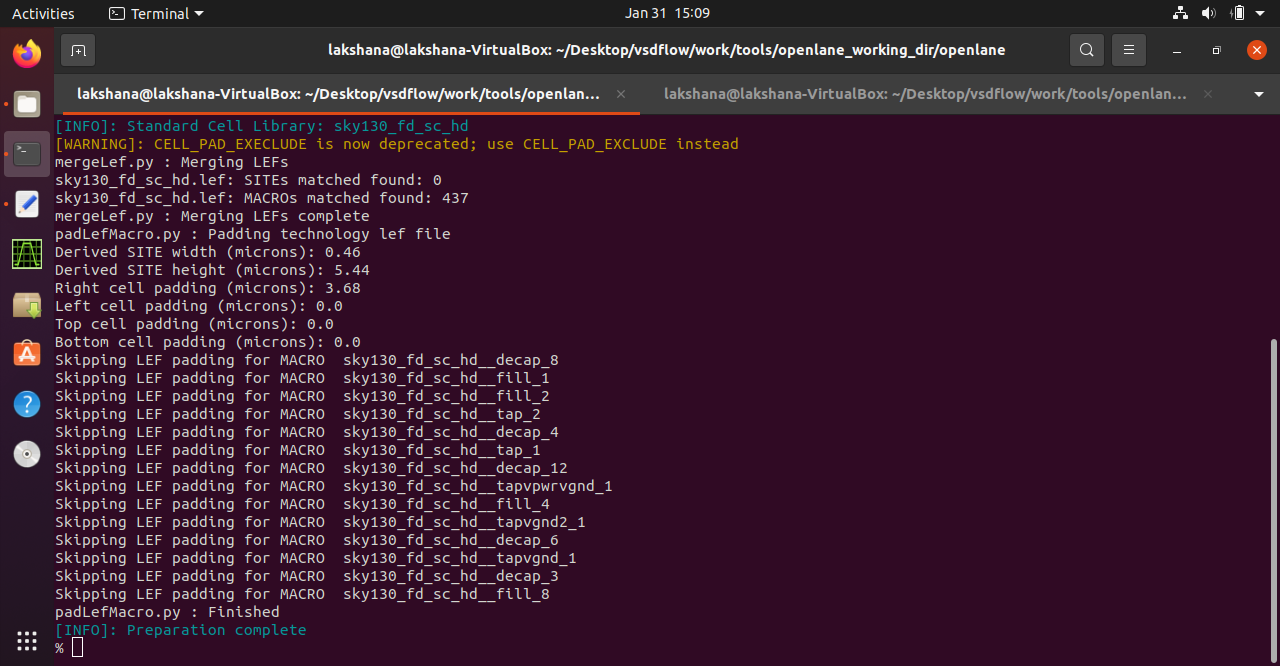 Activities Terminal Jan 31 15:09
lakshana@lakshana-VirtualBox: ~/Desktop/vsdflow/work/tools/openlane_working_dir/openlane
lakshana@lakshana-VirtualBox: ~/Desktop/vsdflow/work/tools/openlan... lakshana@lakshana-VirtualBox: ~/Desktop/vsdflow/work/tools/openlan...
[INFO]: Standard Cell Library: sky130_fd_sc_hd
[WARNING]: CELL_PAD_EXECLUDE is now deprecated; use CELL_PAD_EXCLUDE instead
mergeLef.py : Merging LEFs
sky130_fd_sc_hd.lef: SITEs matched found: 0
sky130_fd_sc_hd.lef: MACROs matched found: 437
mergeLef.py : Merging LEFs complete
padLefMacro.py : Padding technology lef file
Derived SITE width (microns): 0.46
Derived SITE height (microns): 5.44
Right cell padding (microns): 3.68
Left cell padding (microns): 0.0
Top cell padding (microns): 0.0
Bottom cell padding (microns): 0.0
Skipping LEF padding for MACRO  sky130_fd_sc_hd__decap_8
Skipping LEF padding for MACRO  sky130_fd_sc_hd__fill_1
Skipping LEF padding for MACRO  sky130_fd_sc_hd__fill_2
Skipping LEF padding for MACRO  sky130_fd_sc_hd__tap_2
Skipping LEF padding for MACRO  sky130_fd_sc_hd__decap_4
Skipping LEF padding for MACRO  sky130_fd_sc_hd__tap_1
Skipping LEF padding for MACRO  sky130_fd_sc_hd__decap_12
Skipping LEF padding for MACRO  sky130_fd_sc_hd__tapvpwrvgnd_1
Skipping LEF padding for MACRO  sky130_fd_sc_hd__fill_4
Skipping LEF padding for MACRO  sky130_fd_sc_hd__tapvgnd2_1
Skipping LEF padding for MACRO  sky130_fd_sc_hd__decap_6
Skipping LEF padding for MACRO  sky130_fd_sc_hd__tapvgnd_1
Skipping LEF padding for MACRO  sky130_fd_sc_hd__decap_3
Skipping LEF padding for MACRO  sky130_fd_sc_hd__fill_8
padLefMacro.py : Finished
[INFO]: Preparation complete
%